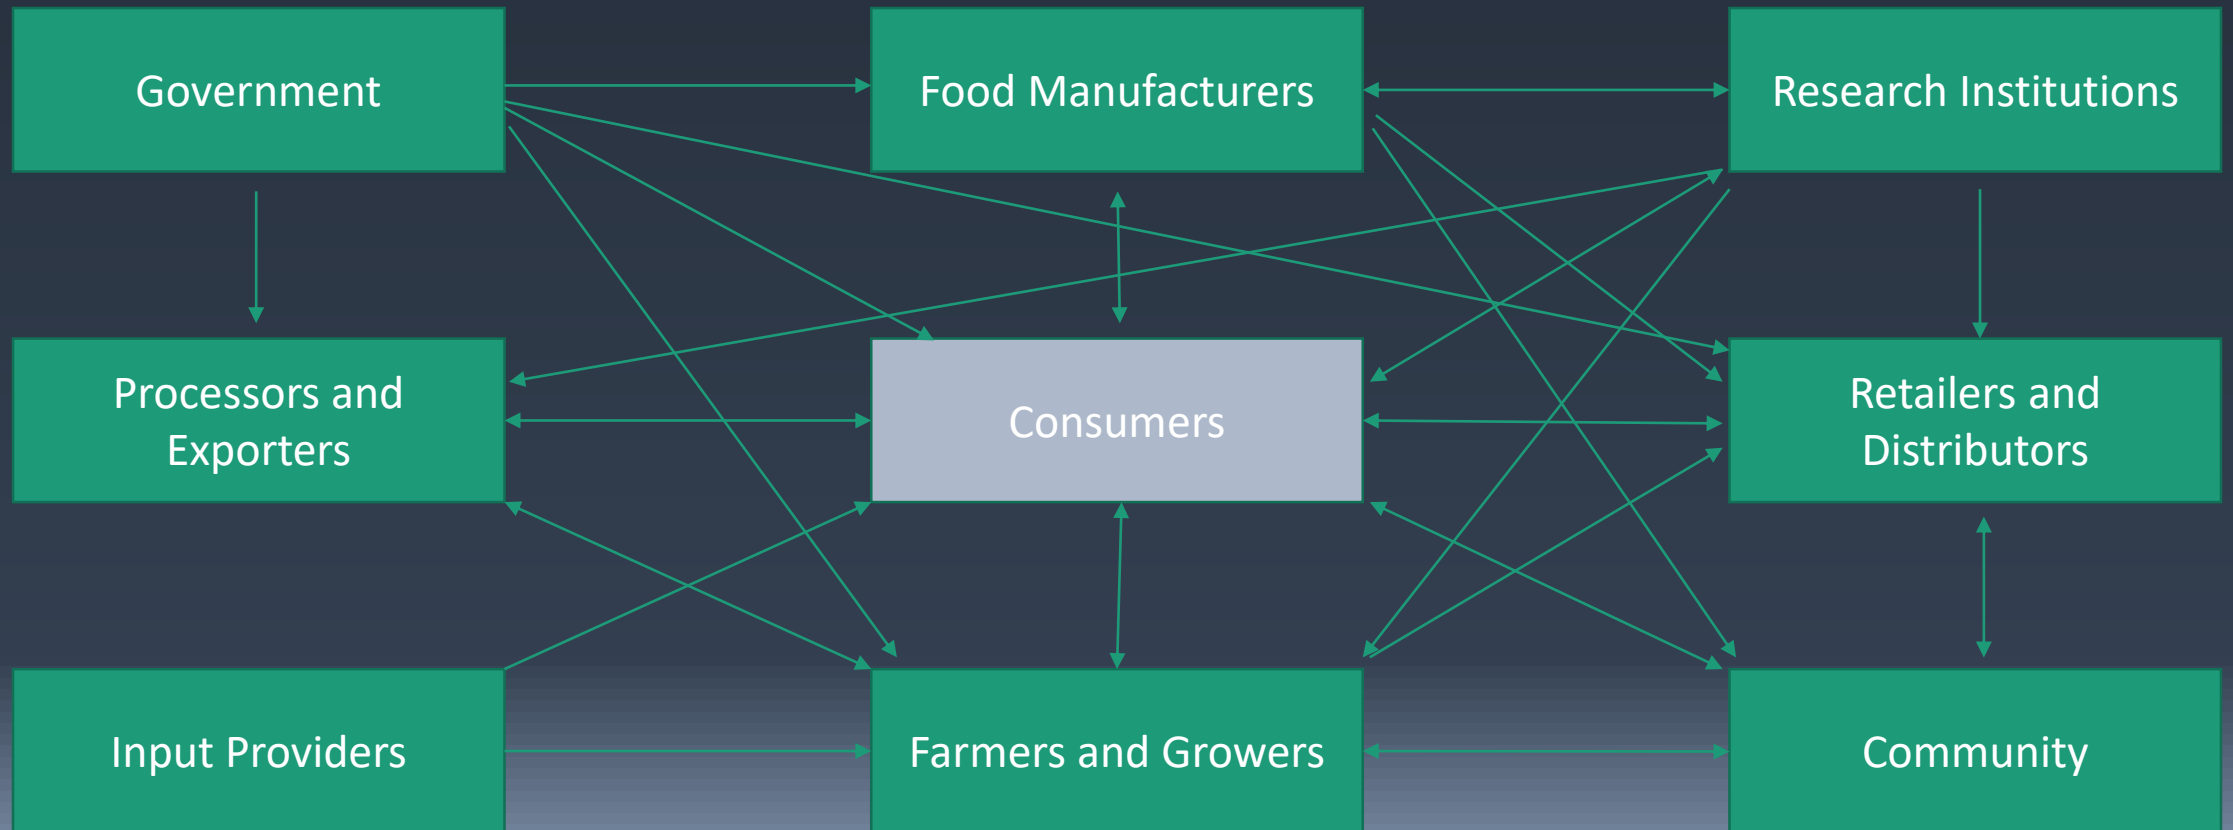 Government
Food Manufacturers
Research Institutions
Processors and
Exporters
Consumers
Retailers and
Distributors
Input Providers
Farmers and Growers
Community